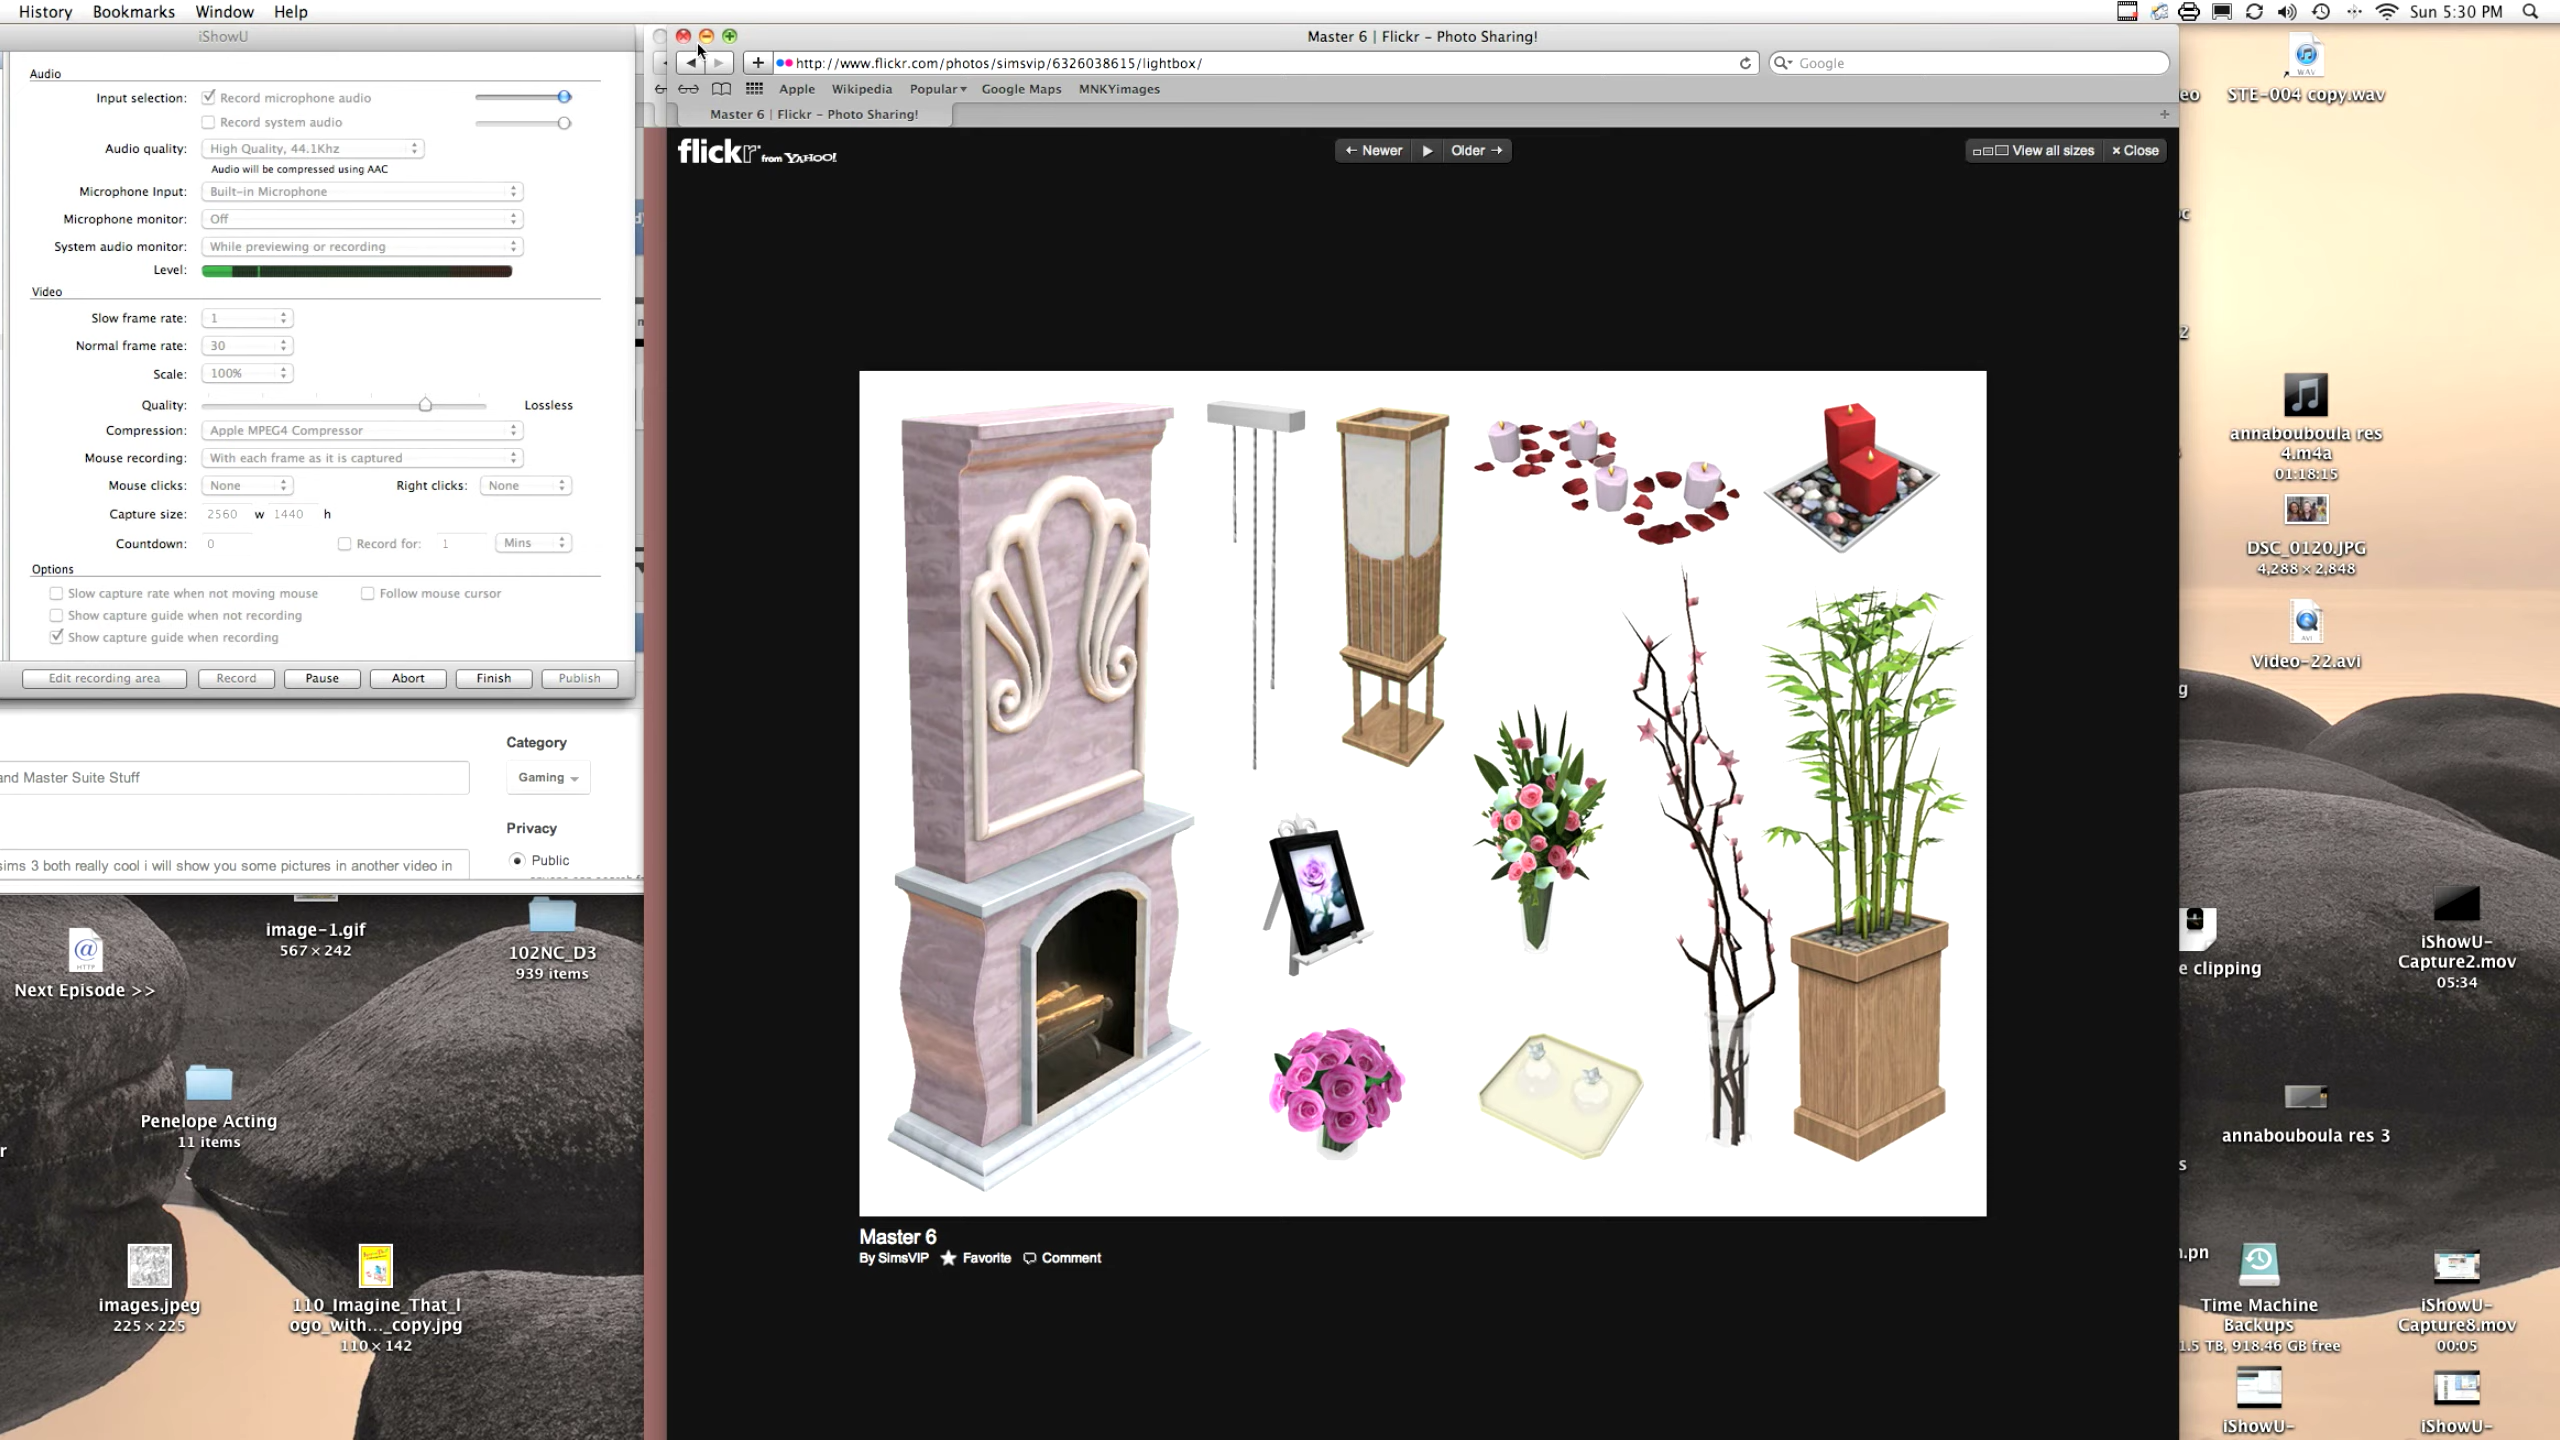 History Bookmarks Window Help
Sun 5:30 PM
iShowU
Audio
Input selection: Record microphone audio
Record system audio
Audio quality: High Quality, 44.1Khz
Audio will be compressed using AAC
Microphone Input: Built-in Microphone
Microphone monitor: Off
System audio monitor: While previewing or recording
Level:
Video
Slow frame rate: 1
Normal frame rate: 30
Scale: 100%
Quality: Lossless
Compression: Apple MPEG4 Compressor
Mouse recording: With each frame as it is captured
Mouse clicks: None Right clicks: None
Capture size: 2560 w 1440 h
Countdown: 0 Record for: 1 Mins
Options
Slow capture rate when not moving mouse Follow mouse cursor
Show capture guide when not recording
Show capture guide when recording
Edit recording area Record Pause Abort Finish Publish
Category
and Master Suite Stuff Gaming
Privacy
Public
sims 3 both really cool i will show you some pictures in another video in
Master 6 | Flickr – Photo Sharing!
http://www.flickr.com/photos/simsvip/6326038615/lightbox/
Google
Apple Wikipedia Popular Google Maps MNKYimages
Master 6 | Flickr – Photo Sharing!
flickr from YAHOO!
← Newer Older →
View all sizes × Close
Master 6
By SimsVIP Favorite Comment
image-1.gif
567 × 242
102NC_D3
939 items
HTTP
Next Episode >>
Penelope Acting
11 items
images.jpeg
225 × 225
110_Imagine_That_l
ogo_with..._copy.jpg
110 × 142
WAV
STE-004 copy.wav
annabouboula res
4.m4a
01:18:15
DSC_0120.JPG
4,288 × 2,848
AVI
Video-22.avi
e clipping
iShowU-
Capture2.mov
05:34
annabouboula res 3
Time Machine
Backups
1.5 TB, 918.46 GB free
iShowU-
Capture8.mov
00:05
iShowU-
iShowU-